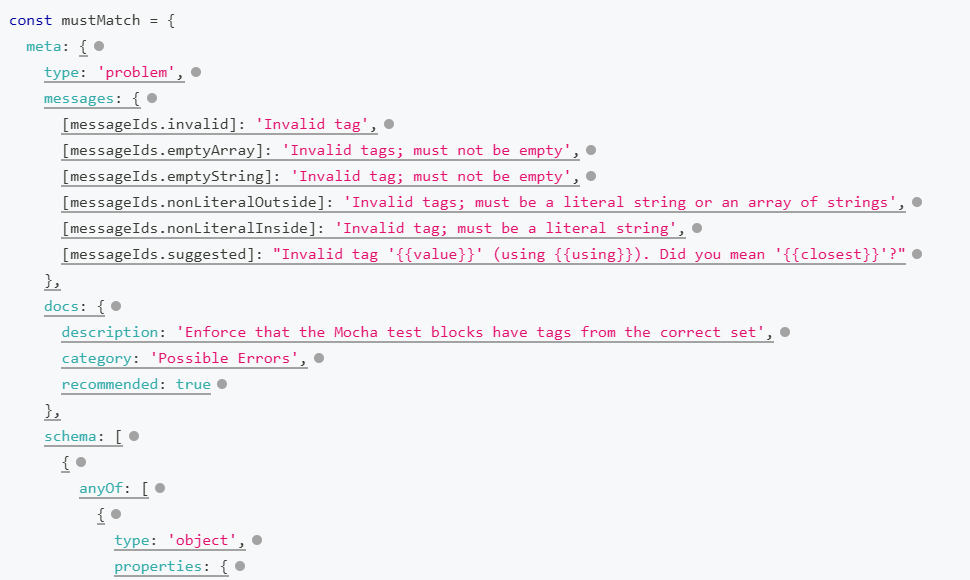 const mustMatch = {
meta: {
type: 'problem',
messages: {
[messageIds.invalid]: 'Invalid tag',
[messageIds.emptyArray]: 'Invalid tags; must not be empty',
[messageIds.emptyString]: 'Invalid tag; must not be empty',
[messageIds.nonLiteralOutside]: 'Invalid tags; must be a literal string or an array of strings',
[messageIds.nonLiteralInside]: 'Invalid tag; must be a literal string',
[messageIds.suggested]: "Invalid tag '{{value}}' (using {{using}}). Did you mean '{{closest}}'?"
},
docs: {
description: 'Enforce that the Mocha test blocks have tags from the correct set',
category: 'Possible Errors',
recommended: true
},
schema: [
{
anyOf: [
{
type: 'object',
properties: {